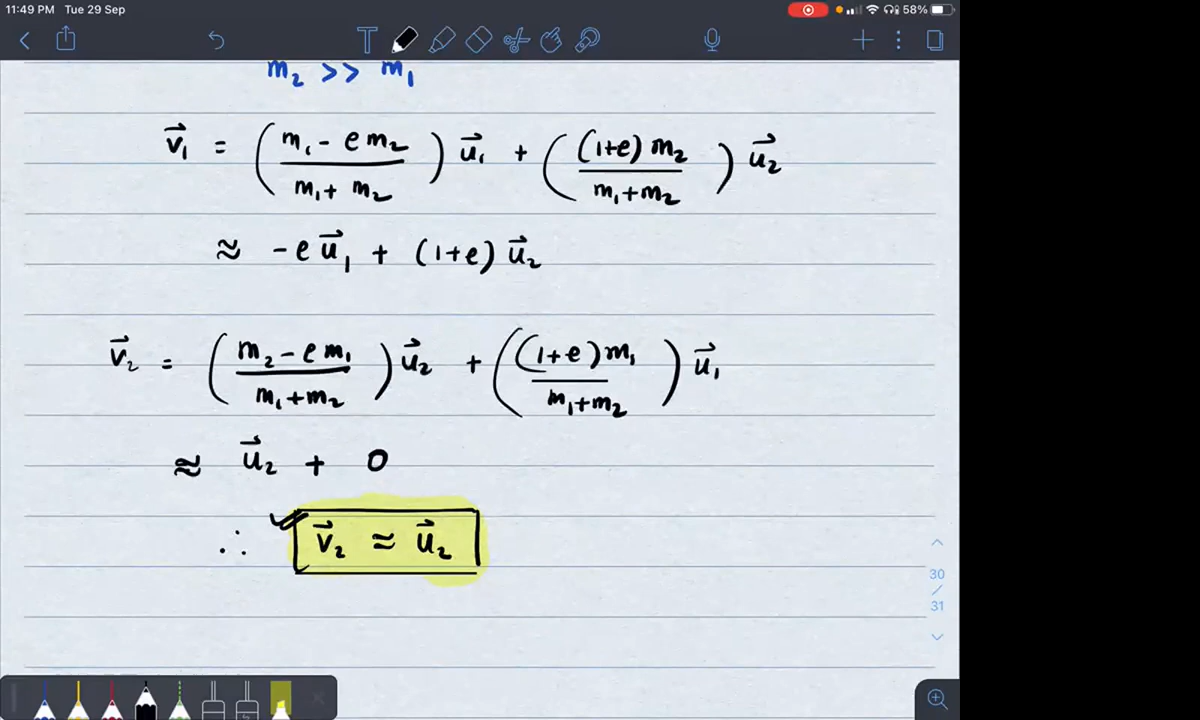 11:49 PM Tue 29 Sep 58%
T
m₂ >> m₁
v⃗₁ = ( (m₁ - e m₂) / (m₁ + m₂) ) u⃗₁ + ( ((1+e) m₂) / (m₁+m₂) ) u⃗₂
≈ -e u⃗₁ + (1+e) u⃗₂
v⃗₂ = ( (m₂ - e m₁) / (m₁+m₂) ) u⃗₂ + ( ((1+e) m₁) / (m₁+m₂) ) u⃗₁
≈ u⃗₂ + 0
∴ v⃗₂ ≈ u⃗₂
30
/
31